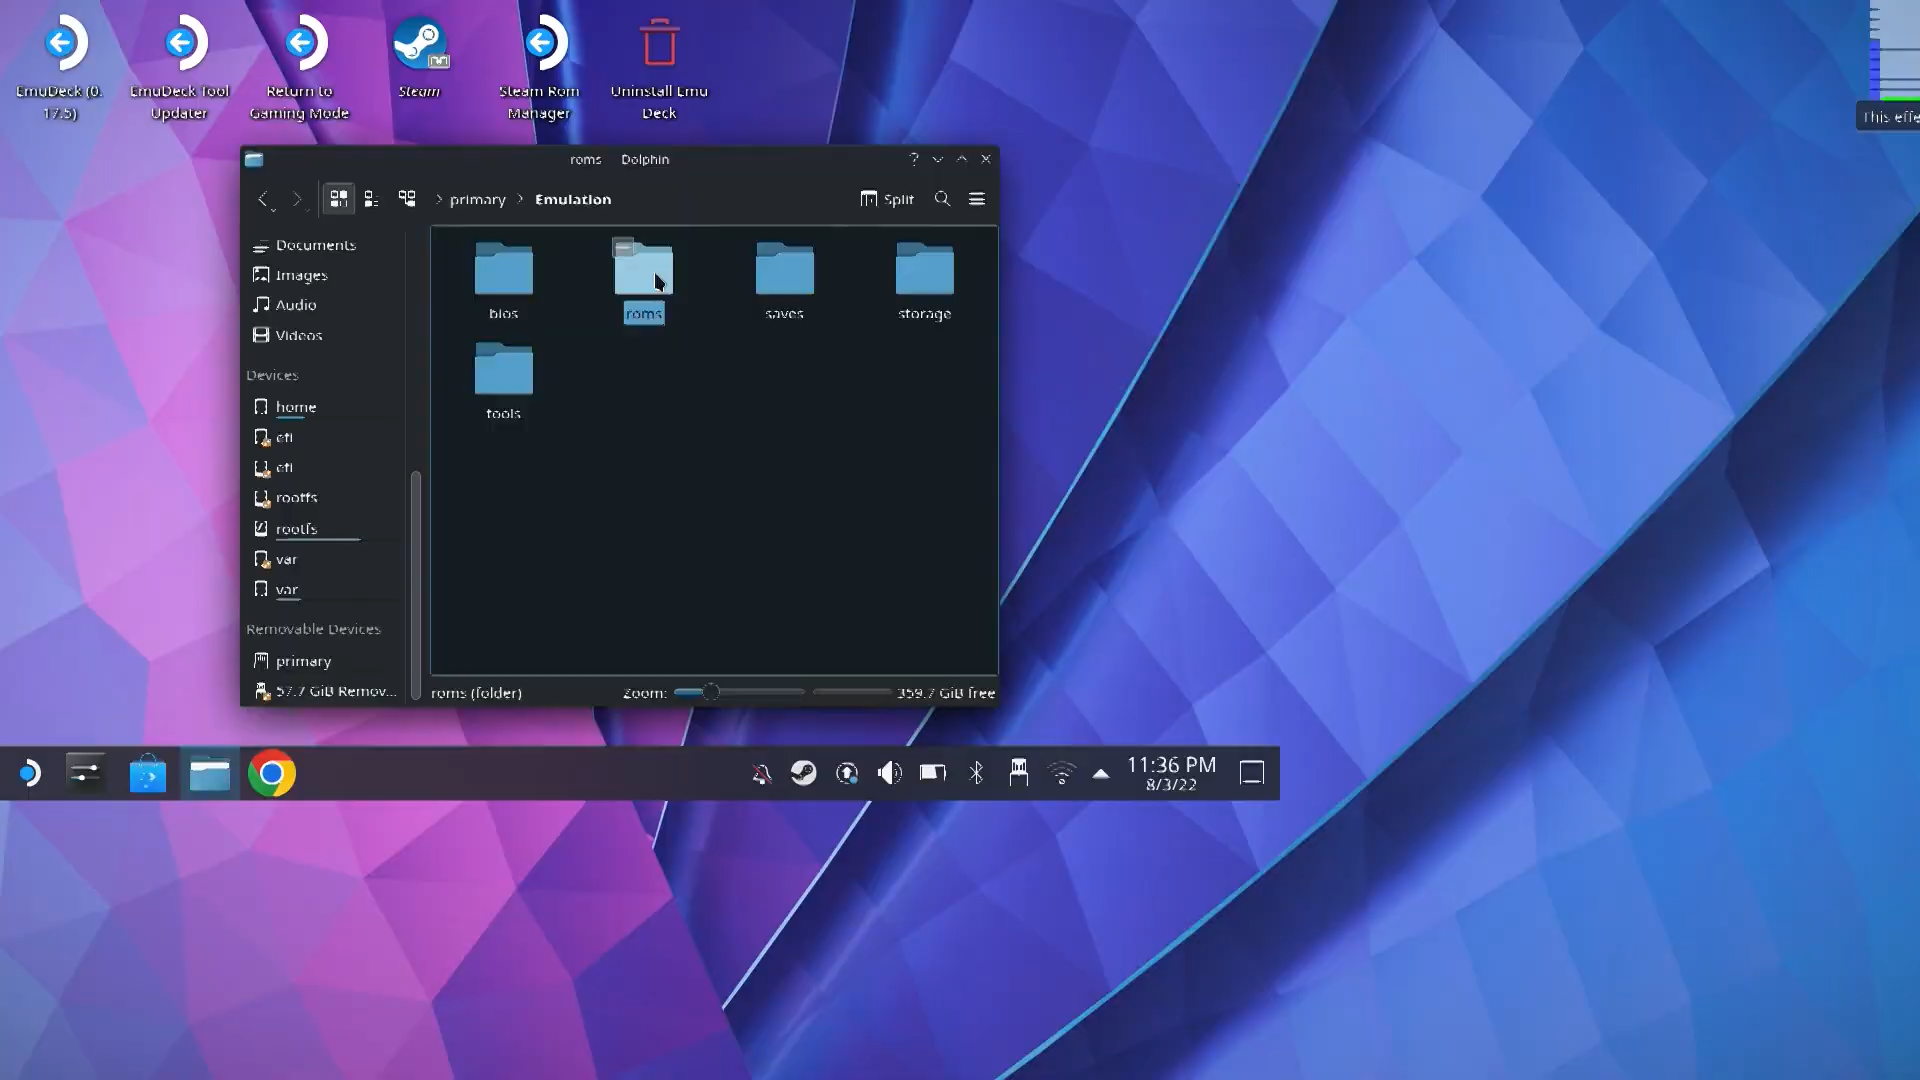 EmuDeck (0.
17.5)
EmuDeck Tool
Updater
Return to
Gaming Mode
Steam
Steam Rom
Manager
Uninstall Emu
Deck
This effe
roms Dolphin
primary
Emulation
Split
Documents
Images
Audio
Videos
Devices
home
efi
efi
rootfs
rootfs
var
var
Removable Devices
primary
57.7 GiB Remov...
bios
roms
saves
storage
tools
roms (folder)
Zoom:
359.7 GiB free
11:36 PM
8/3/22